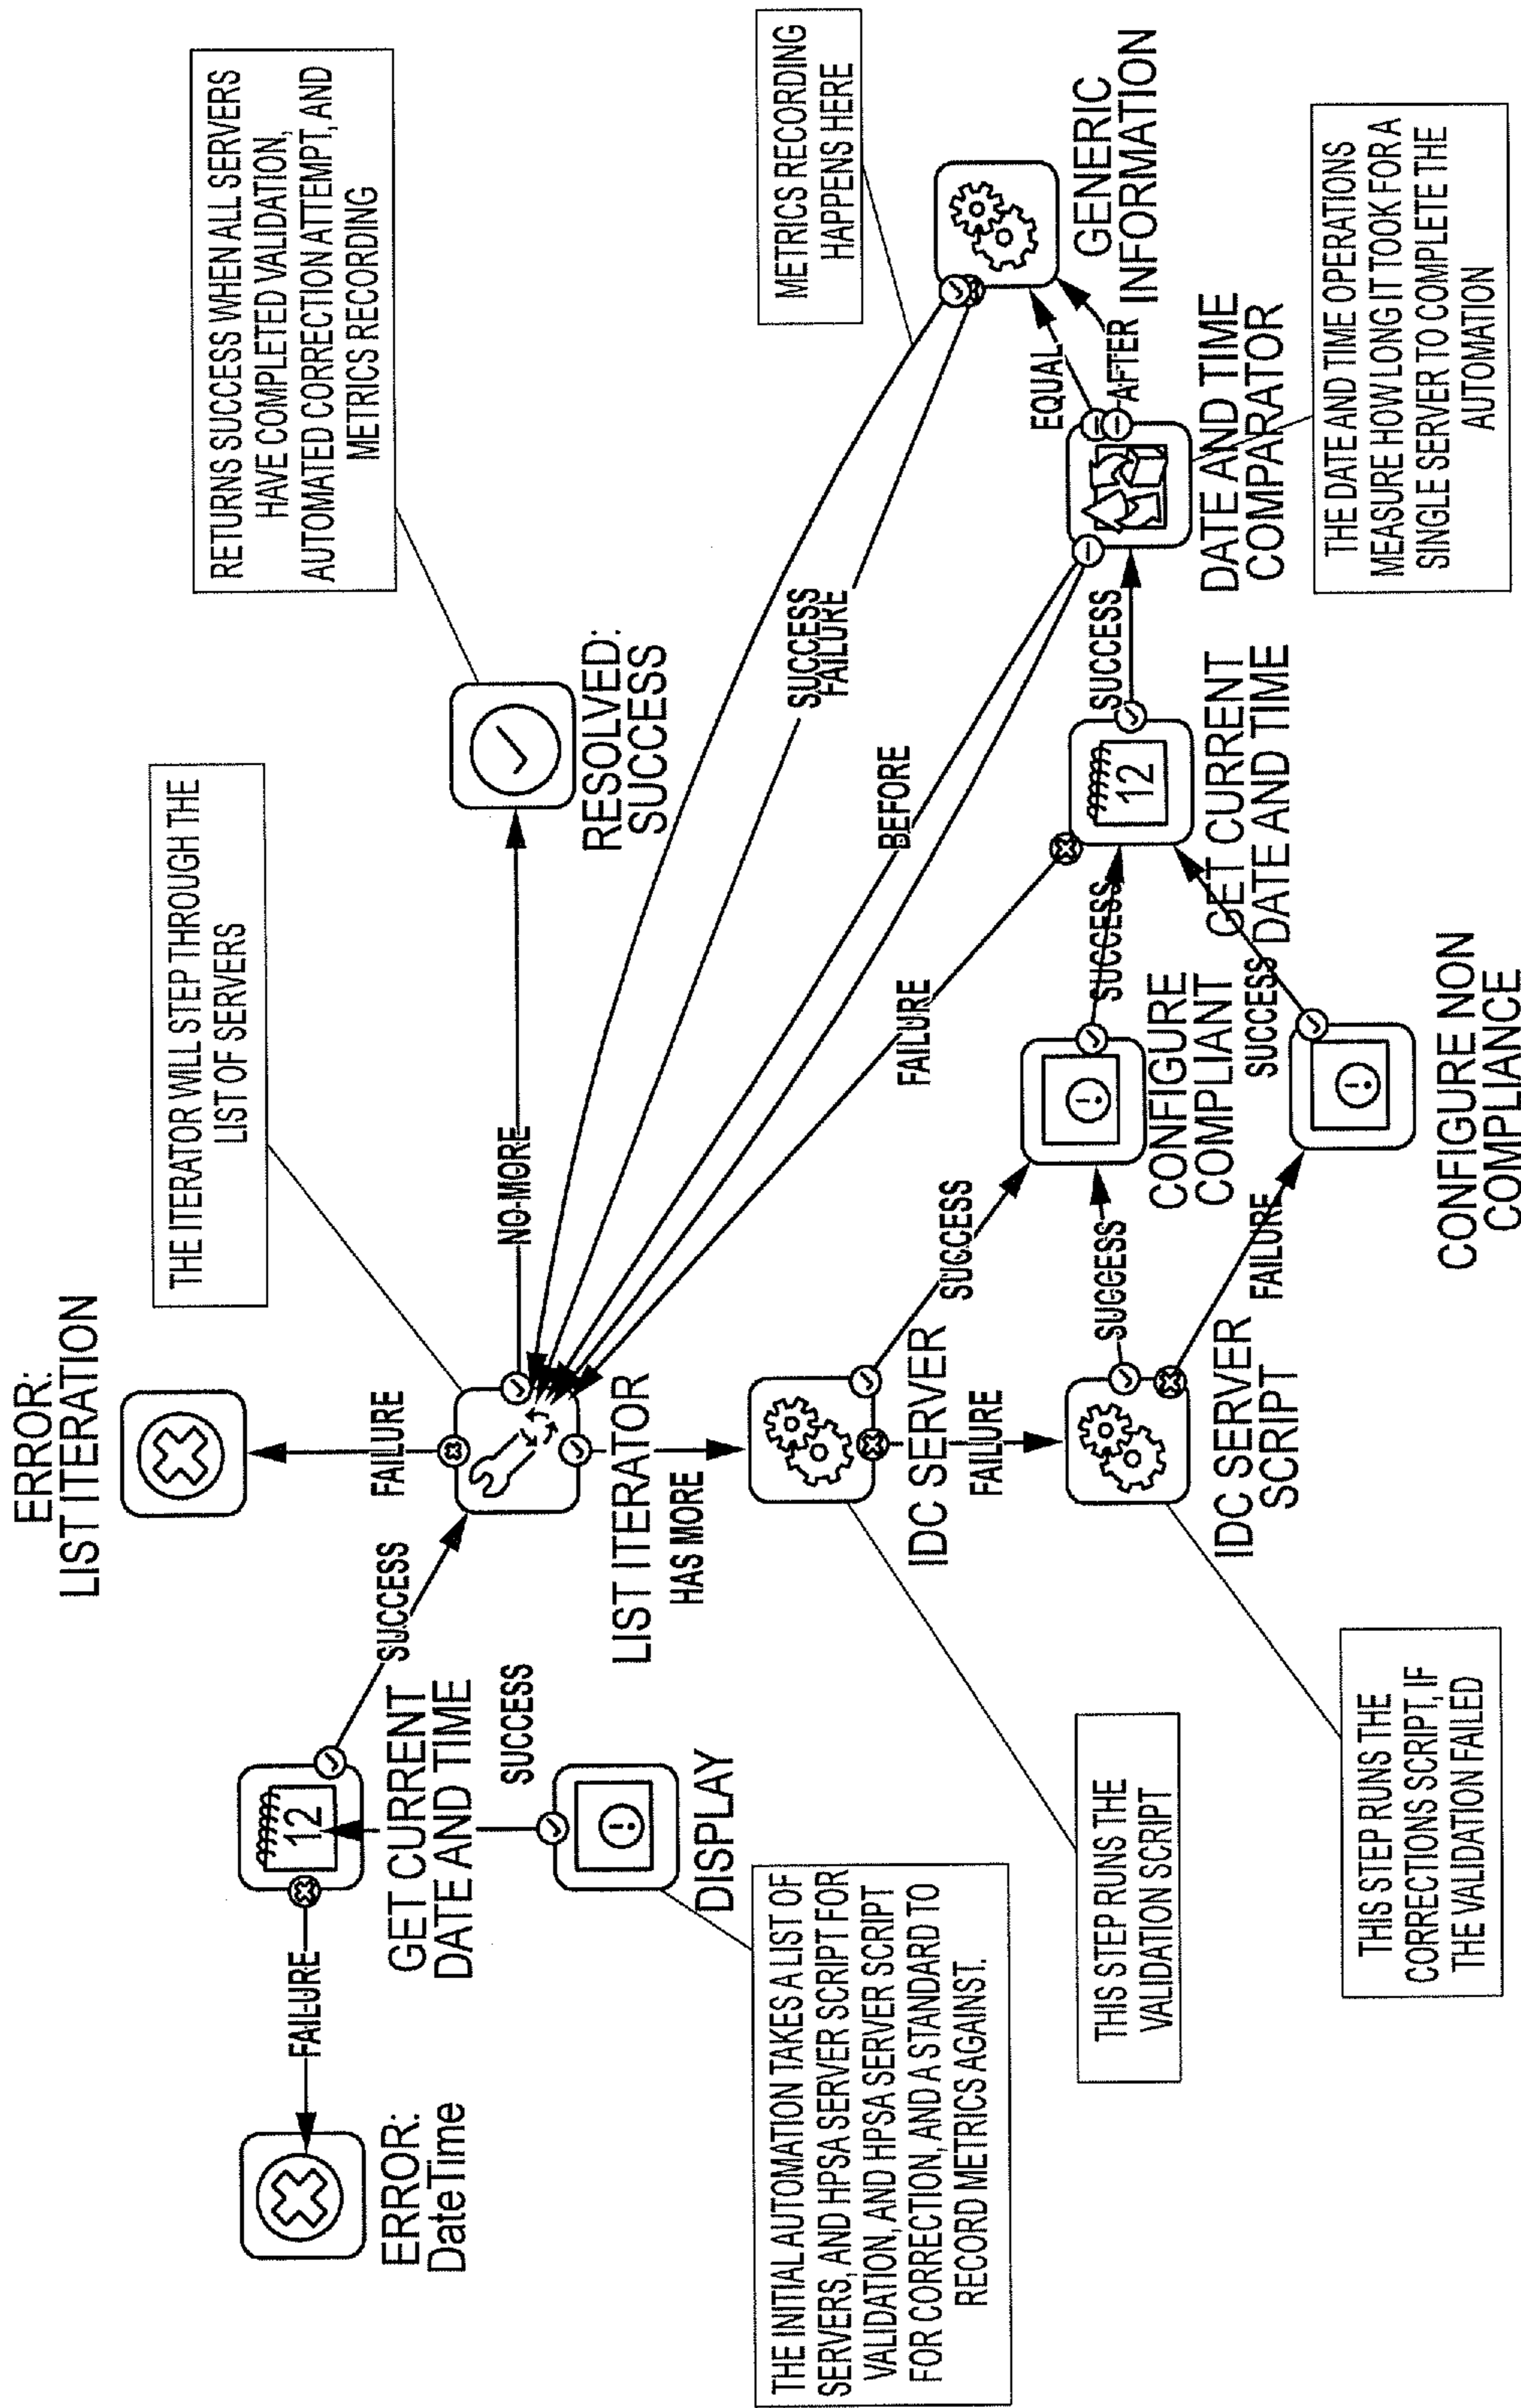 ERROR:
LIST ITERATION
THE ITERATOR WILL STEP THROUGH THE
LIST OF SERVERS
RETURNS SUCCESS WHEN ALL SERVERS
HAVE COMPLETED VALIDATION,
AUTOMATED CORRECTION ATTEMPT, AND
METRICS RECORDING
FAILURE
12
SUCCESS
FAILURE
ERROR:
DateTime
GET CURRENT
DATE AND TIME
SUCCESS
DISPLAY
LIST ITERATOR
HAS MORE
NO MORE
RESOLVED:
SUCCESS
METRICS RECORDING
HAPPENS HERE
SUCCESS
FAILURE
BEFORE
FAILURE
GENERIC
INFORMATION
EQUAL
AFTER
DATE AND TIME
COMPARATOR
SUCCESS
12
GET CURRENT
DATE AND TIME
SUCCESS
SUCCESS
CONFIGURE
COMPLIANT
SUCCESS
IDC SERVER
FAILURE
SUCCESS
IDC SERVER
SCRIPT
FAILURE
CONFIGURE NON
COMPLIANCE
THE INITIAL AUTOMATION TAKES A LIST OF
SERVERS, AND HPSA SERVER SCRIPT FOR
VALIDATION, AND HPSA SERVER SCRIPT
FOR CORRECTION, AND A STANDARD TO
RECORD METRICS AGAINST.
THIS STEP RUNS THE
VALIDATION SCRIPT
THIS STEP RUNS THE
CORRECTIONS SCRIPT, IF
THE VALIDATION FAILED
THE DATE AND TIME OPERATIONS
MEASURE HOW LONG IT TOOK FOR A
SINGLE SERVER TO COMPLETE THE
AUTOMATION